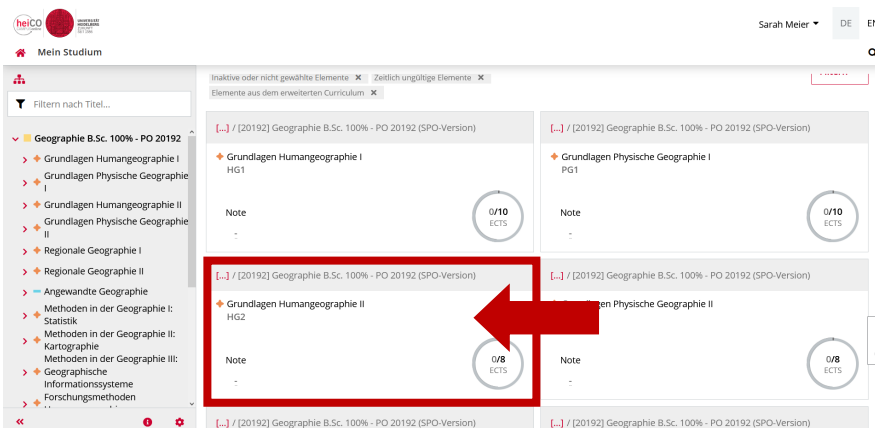 heiCO
UNIVERSITÄT
HEIDELBERG
ZUKUNFT
SEIT 1386
Sarah Meier
DE
EN
Mein Studium
Filtern nach Titel...
Geographie B.Sc. 100% - PO 20192
Grundlagen Humangeographie I
Grundlagen Physische Geographie
I
Grundlagen Humangeographie II
Grundlagen Physische Geographie
II
Regionale Geographie I
Regionale Geographie II
Angewandte Geographie
Methoden in der Geographie I:
Statistik
Methoden in der Geographie II:
Kartographie
Methoden in der Geographie III:
Geographische
Informationssysteme
Forschungsmethoden
Inaktive oder nicht gewählte Elemente X Zeitlich ungültige Elemente X
Elemente aus dem erweiterten Curriculum X
[...] / [20192] Geographie B.Sc. 100% - PO 20192 (SPO-Version)
Grundlagen Humangeographie I
HG1
Note
-
0/10
ECTS
[...] / [20192] Geographie B.Sc. 100% - PO 20192 (SPO-Version)
Grundlagen Physische Geographie I
PG1
Note
-
0/10
ECTS
[...] / [20192] Geographie B.Sc. 100% - PO 20192 (SPO-Version)
Grundlagen Humangeographie II
HG2
Note
-
0/8
ECTS
[...] / [20192] Geographie B.Sc. 100% - PO 20192 (SPO-Version)
Physische Geographie II
Note
-
0/8
ECTS
[...] / [20192] Geographie B.Sc. 100% - PO 20192 (SPO-Version)
[...] / [20192] Geographie B.Sc. 100% - PO 20192 (SPO-Version)